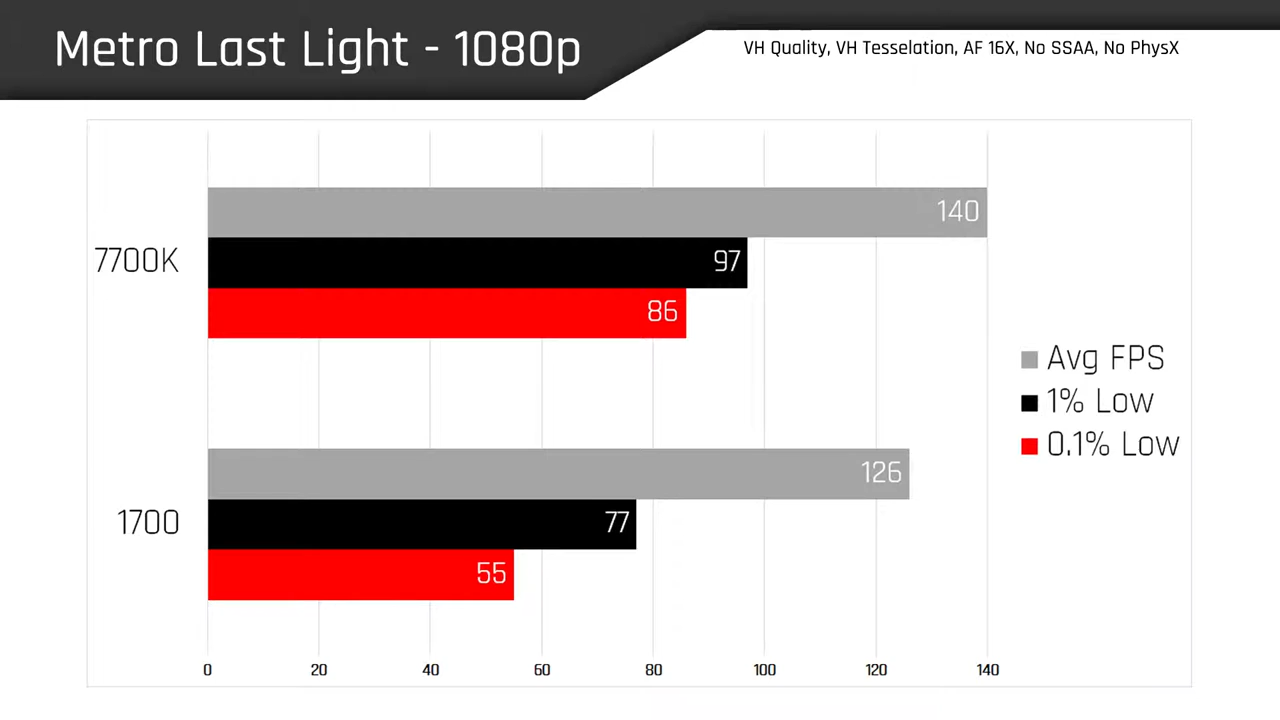 Metro Last Light - 1080p
VH Quality, VH Tesselation, AF 16X, No SSAA, No PhysX
7700K
140
97
86
1700
126
77
55
Avg FPS
1% Low
0.1% Low
0 20 40 60 80 100 120 140